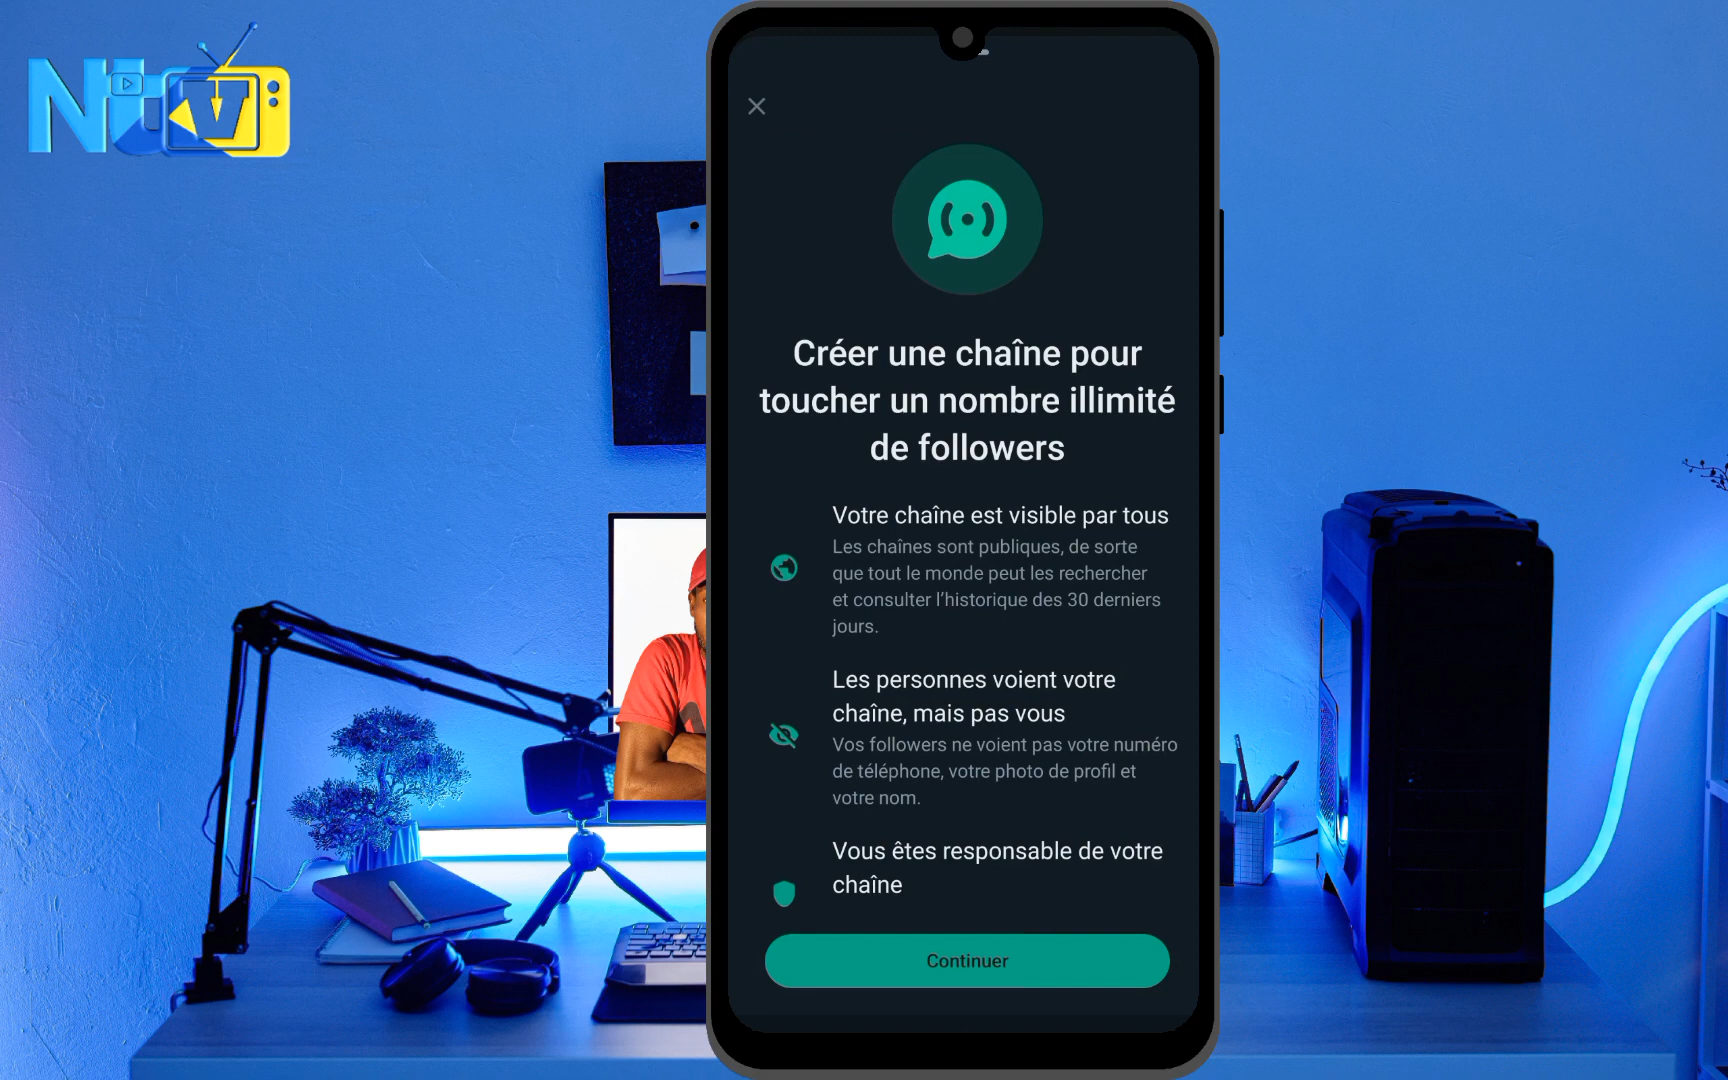 NtV
Créer une chaîne pour
toucher un nombre illimité
de followers
Votre chaîne est visible par tous
Les chaînes sont publiques, de sorte
que tout le monde peut les rechercher
et consulter l’historique des 30 derniers
jours.
Les personnes voient votre
chaîne, mais pas vous
Vos followers ne voient pas votre numéro
de téléphone, votre photo de profil et
votre nom.
Vous êtes responsable de votre
chaîne
Continuer